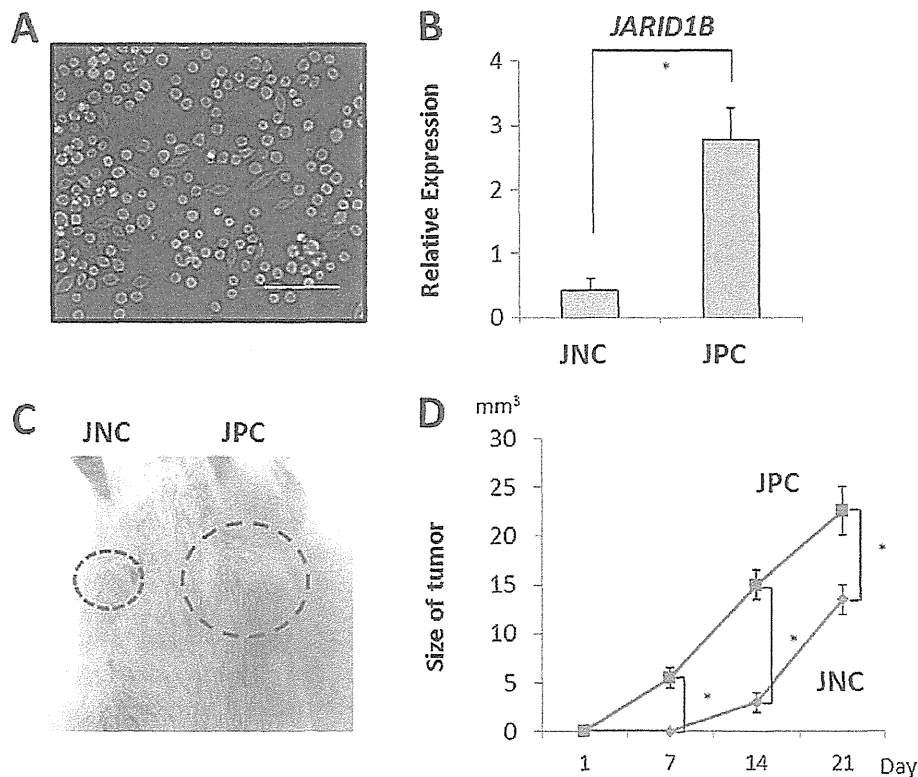 A
B
JARID1B
*
Relative Expression
4
3
2
1
0
JNC
JPC
C
JNC
JPC
D
mm³
Size of tumor
30
25
20
15
10
5
0
JPC
*
*
*
JNC
1
7
14
21
Day